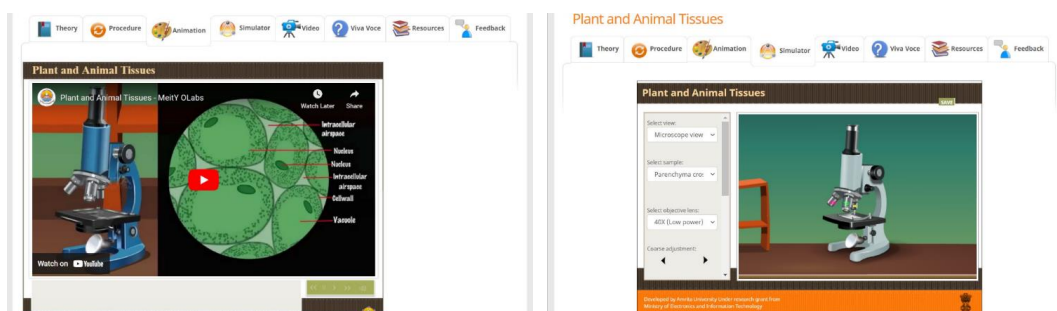 Theory
Procedure
Animation
Simulator
Video
Viva Voce
Resources
Feedback
Plant and Animal Tissues
Plant and Animal Tissues - MeitY OLabs
Watch Later
Share
Intracellular
airspace
Nucleus
Nucleus
Intracellular
airspace
Cellwall
Vacuole
Watch on YouTube
Plant and Animal Tissues
Theory
Procedure
Animation
Simulator
Video
Viva Voce
Resources
Feedback
Plant and Animal Tissues
Select view:
Microscope view
Select sample:
Parenchyma cros
Select objective lens:
40X (Low power)
Coarse adjustment:
Developed by Amrita University Under research grant from
Ministry of Electronics and Information Technology